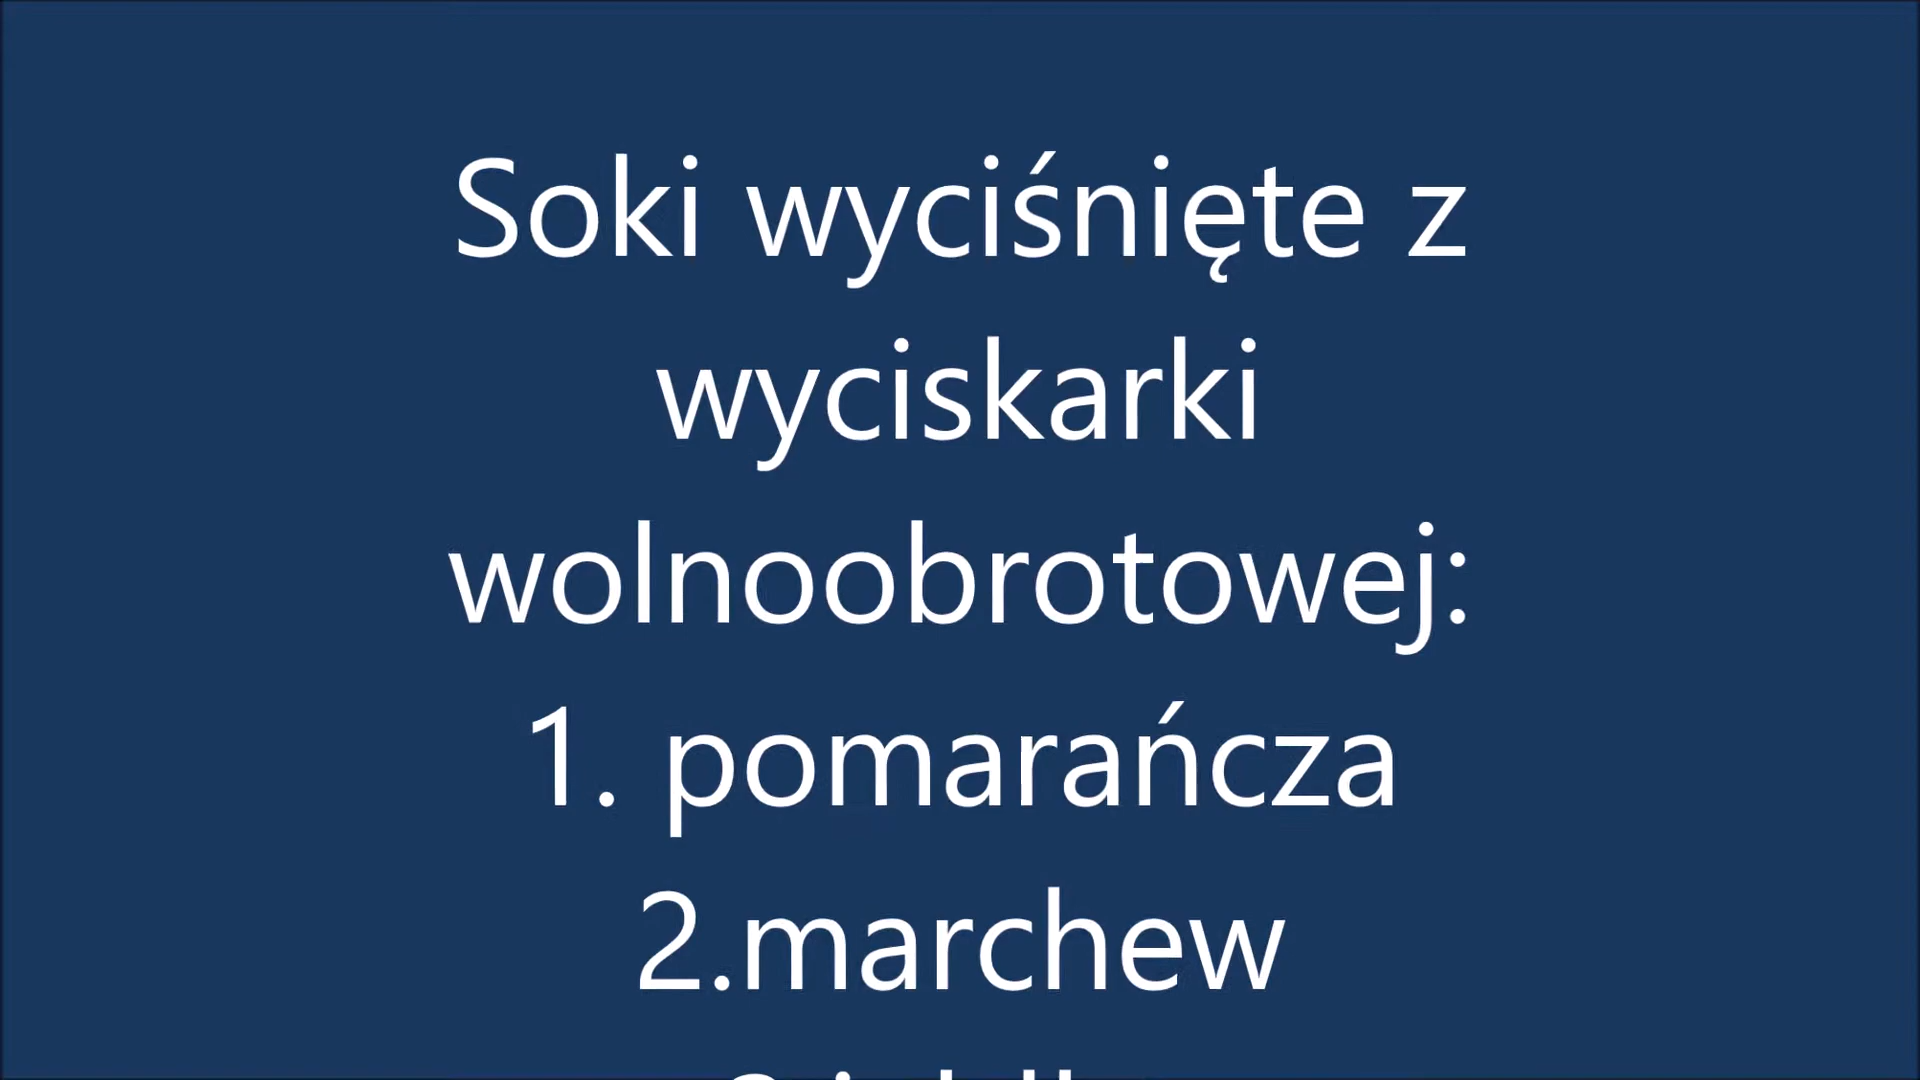 Soki wyciśnięte z
wyciskarki
wolnoobrotowej:
1. pomarańcza
2.marchew